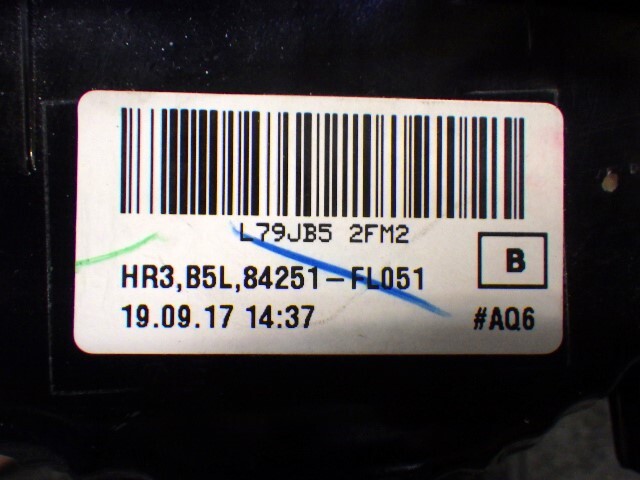 L79JB5 2FM2
B
HR3,B5L,84251-FL051
19.09.17 14:37
#AQ6